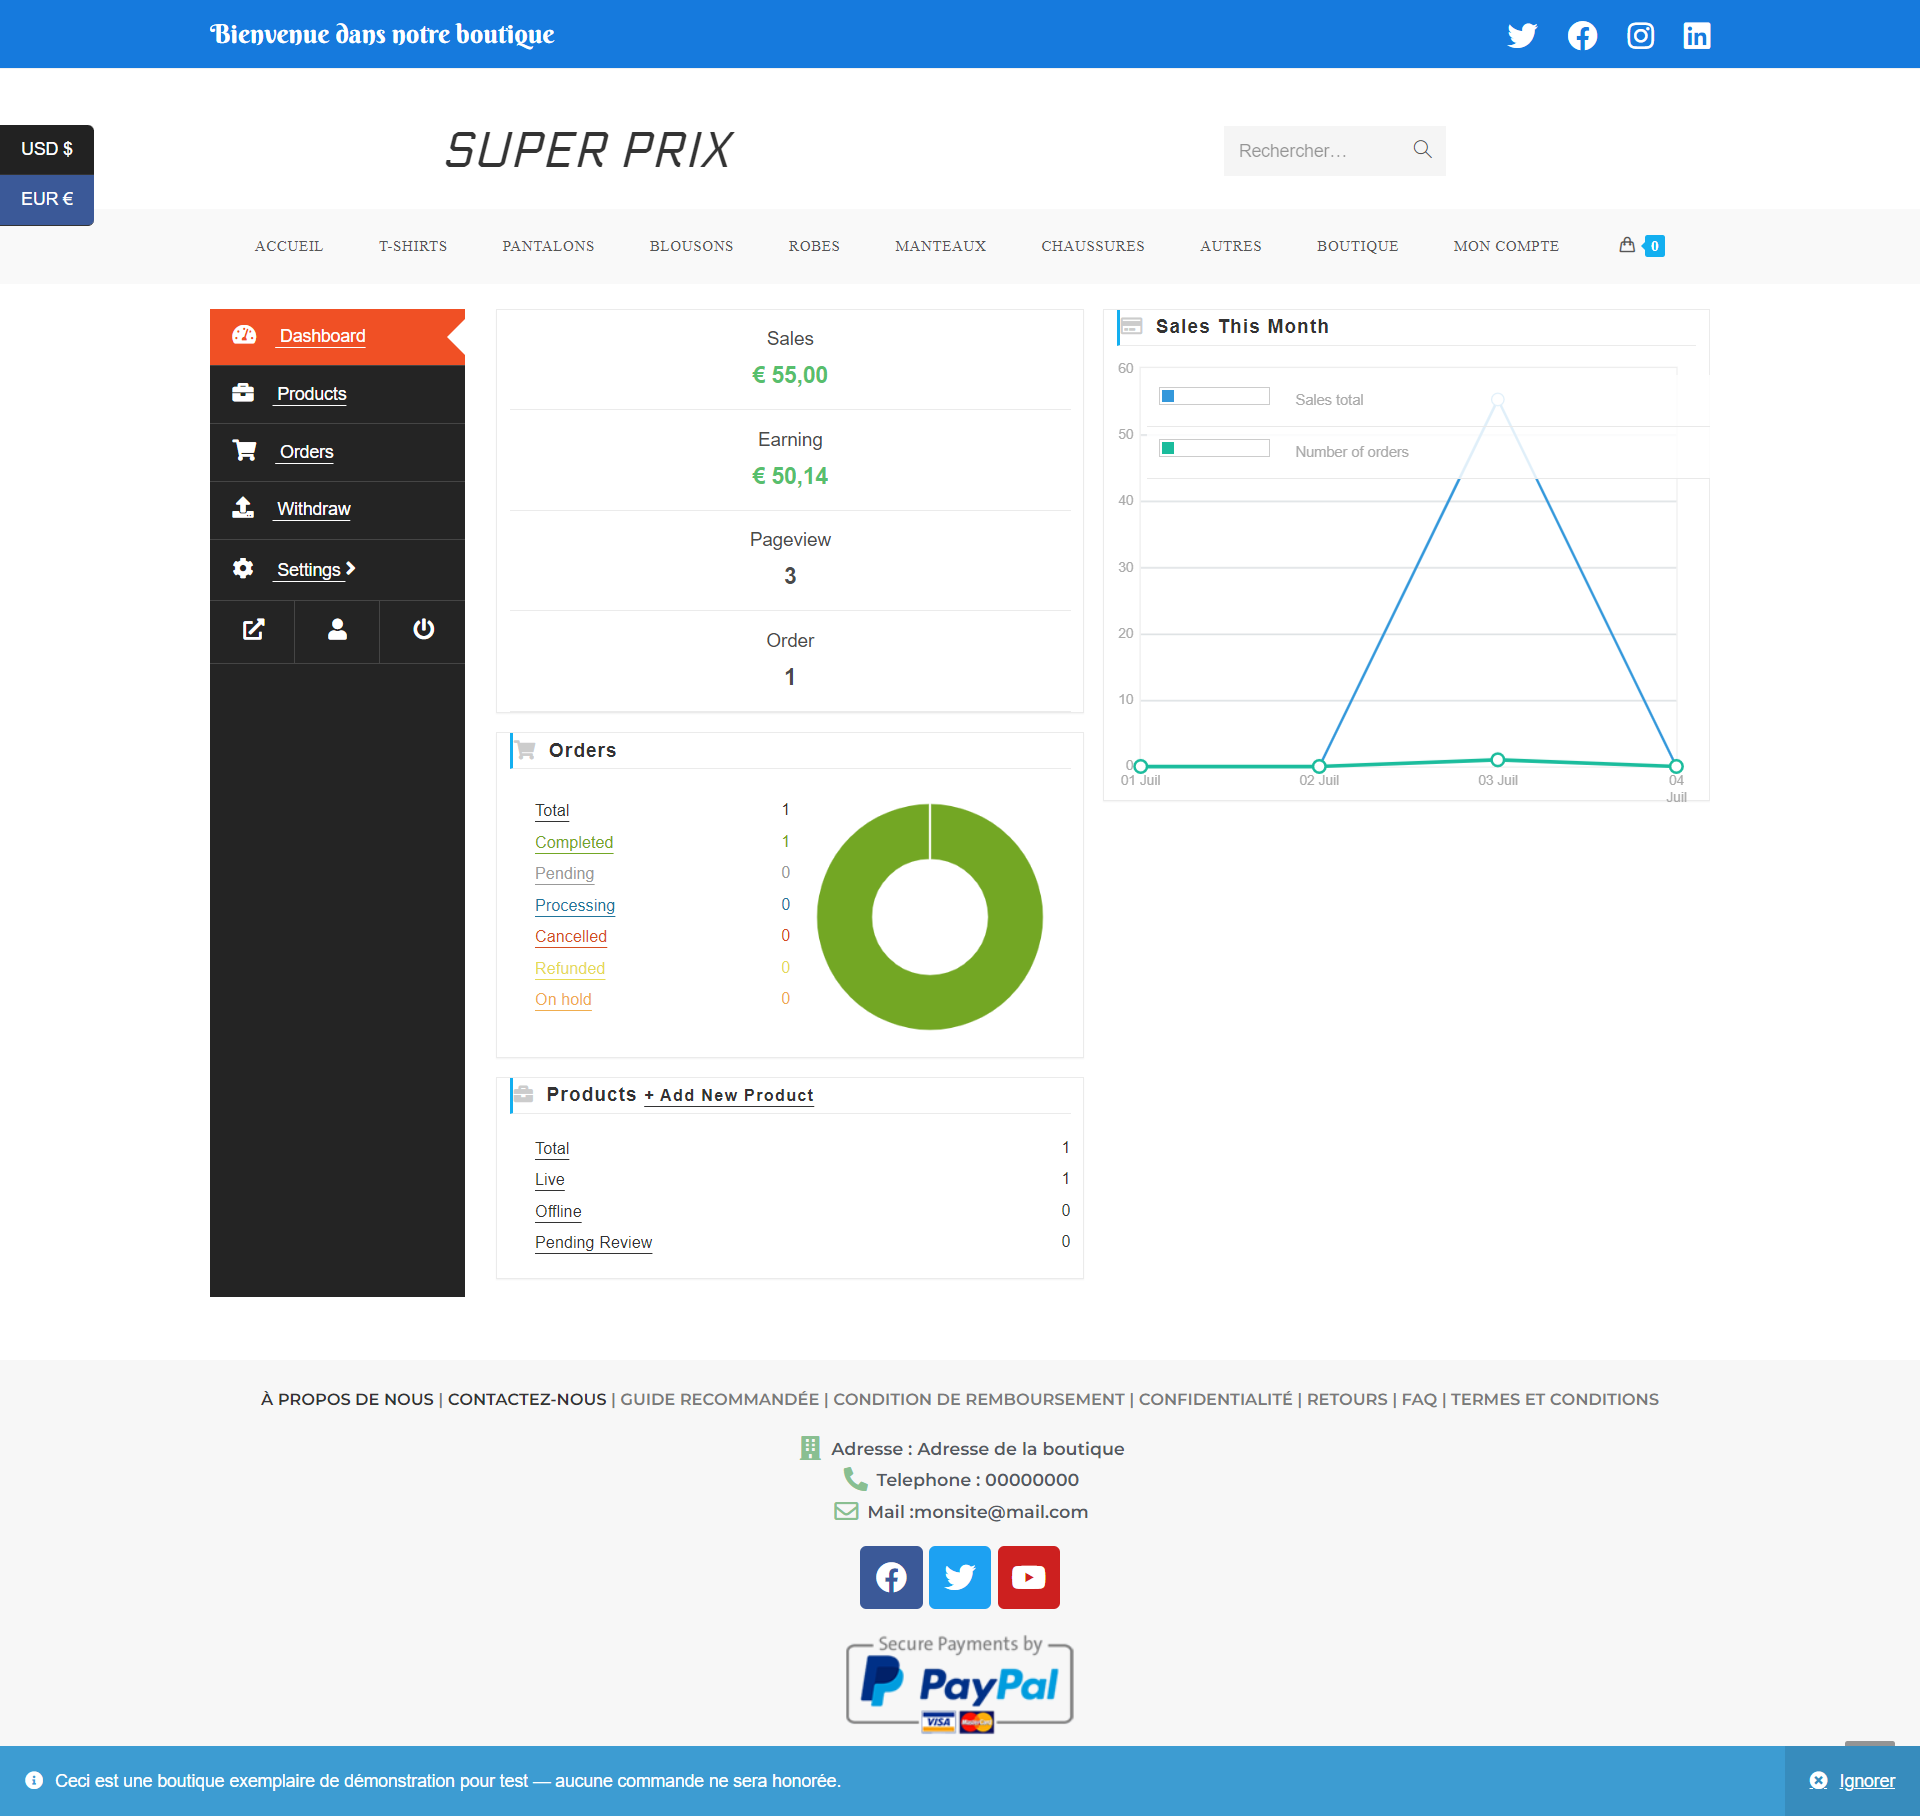 Bienvenue dans notre boutique
USD $
EUR €
SUPER PRIX
Rechercher...
ACCUEIL T-SHIRTS PANTALONS BLOUSONS ROBES MANTEAUX CHAUSSURES AUTRES BOUTIQUE MON COMPTE 0
Dashboard
Products
Orders
Withdraw
Settings
Sales
€ 55,00
Earning
€ 50,14
Pageview
3
Order
1
Orders
Total 1
Completed 1
Pending 0
Processing 0
Cancelled 0
Refunded 0
On hold 0
Products + Add New Product
Total 1
Live 1
Offline 0
Pending Review 0
Sales This Month
60
Sales total
50
Number of orders
40
30
20
10
0
01 Juil 02 Juil 03 Juil 04 Juil
À PROPOS DE NOUS | CONTACTEZ-NOUS | GUIDE RECOMMANDÉE | CONDITION DE REMBOURSEMENT | CONFIDENTIALITÉ | RETOURS | FAQ | TERMES ET CONDITIONS
Adresse : Adresse de la boutique
Telephone : 00000000
Mail :monsite@mail.com
Secure Payments by
PayPal
VISA MasterCard
Ceci est une boutique exemplaire de démonstration pour test — aucune commande ne sera honorée. Ignorer